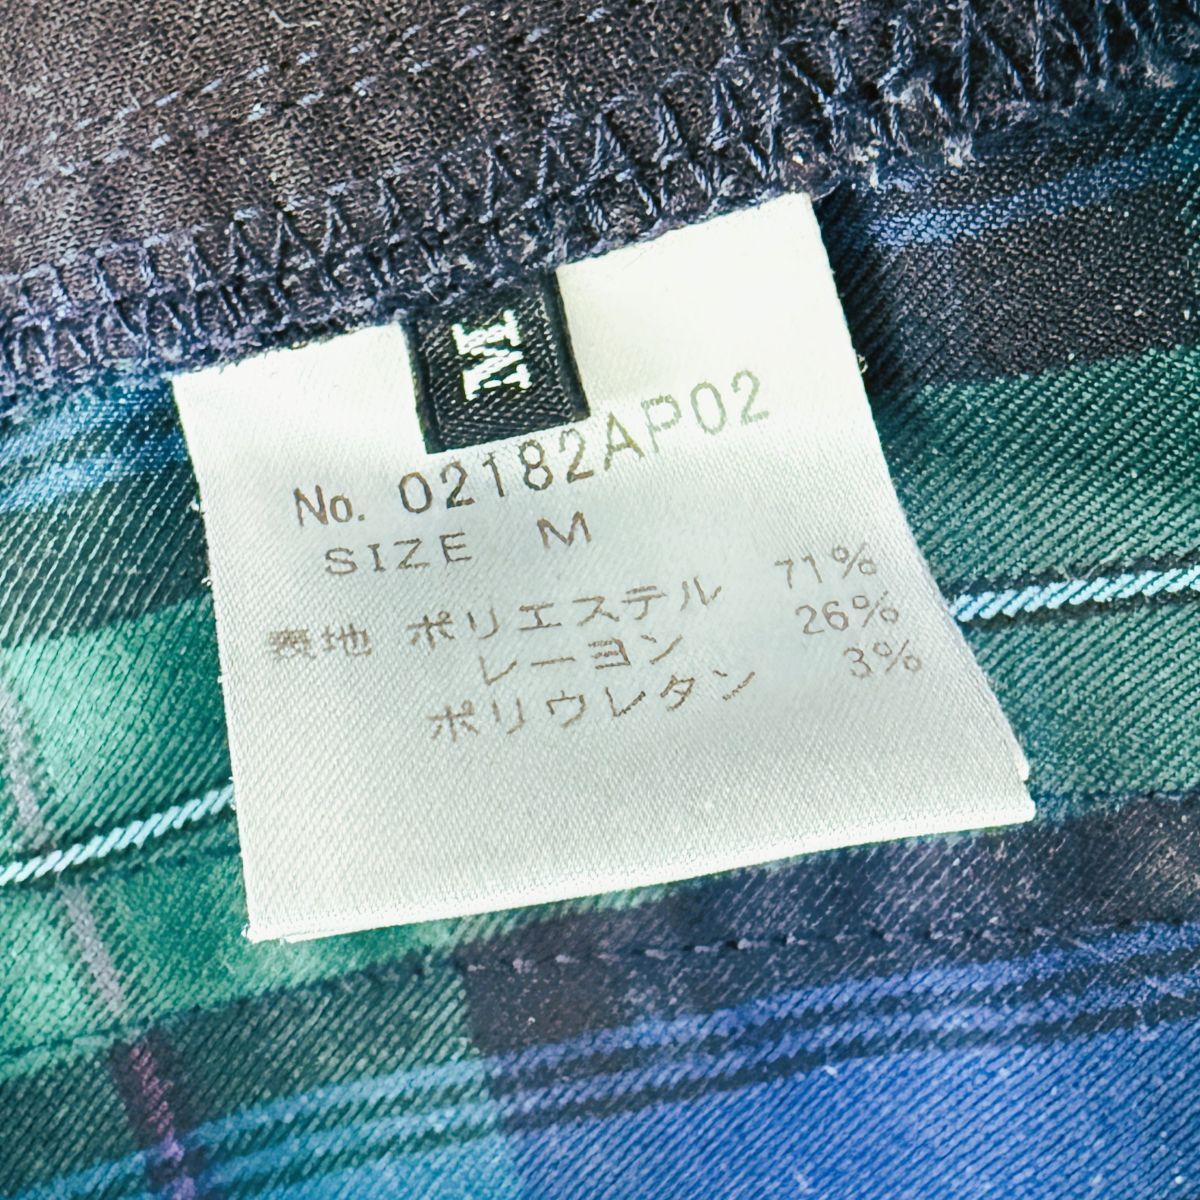 M
No. 02182AP02
SIZE M
表地 ポリエステル 71%
レーヨン 26%
ポリウレタン 3%